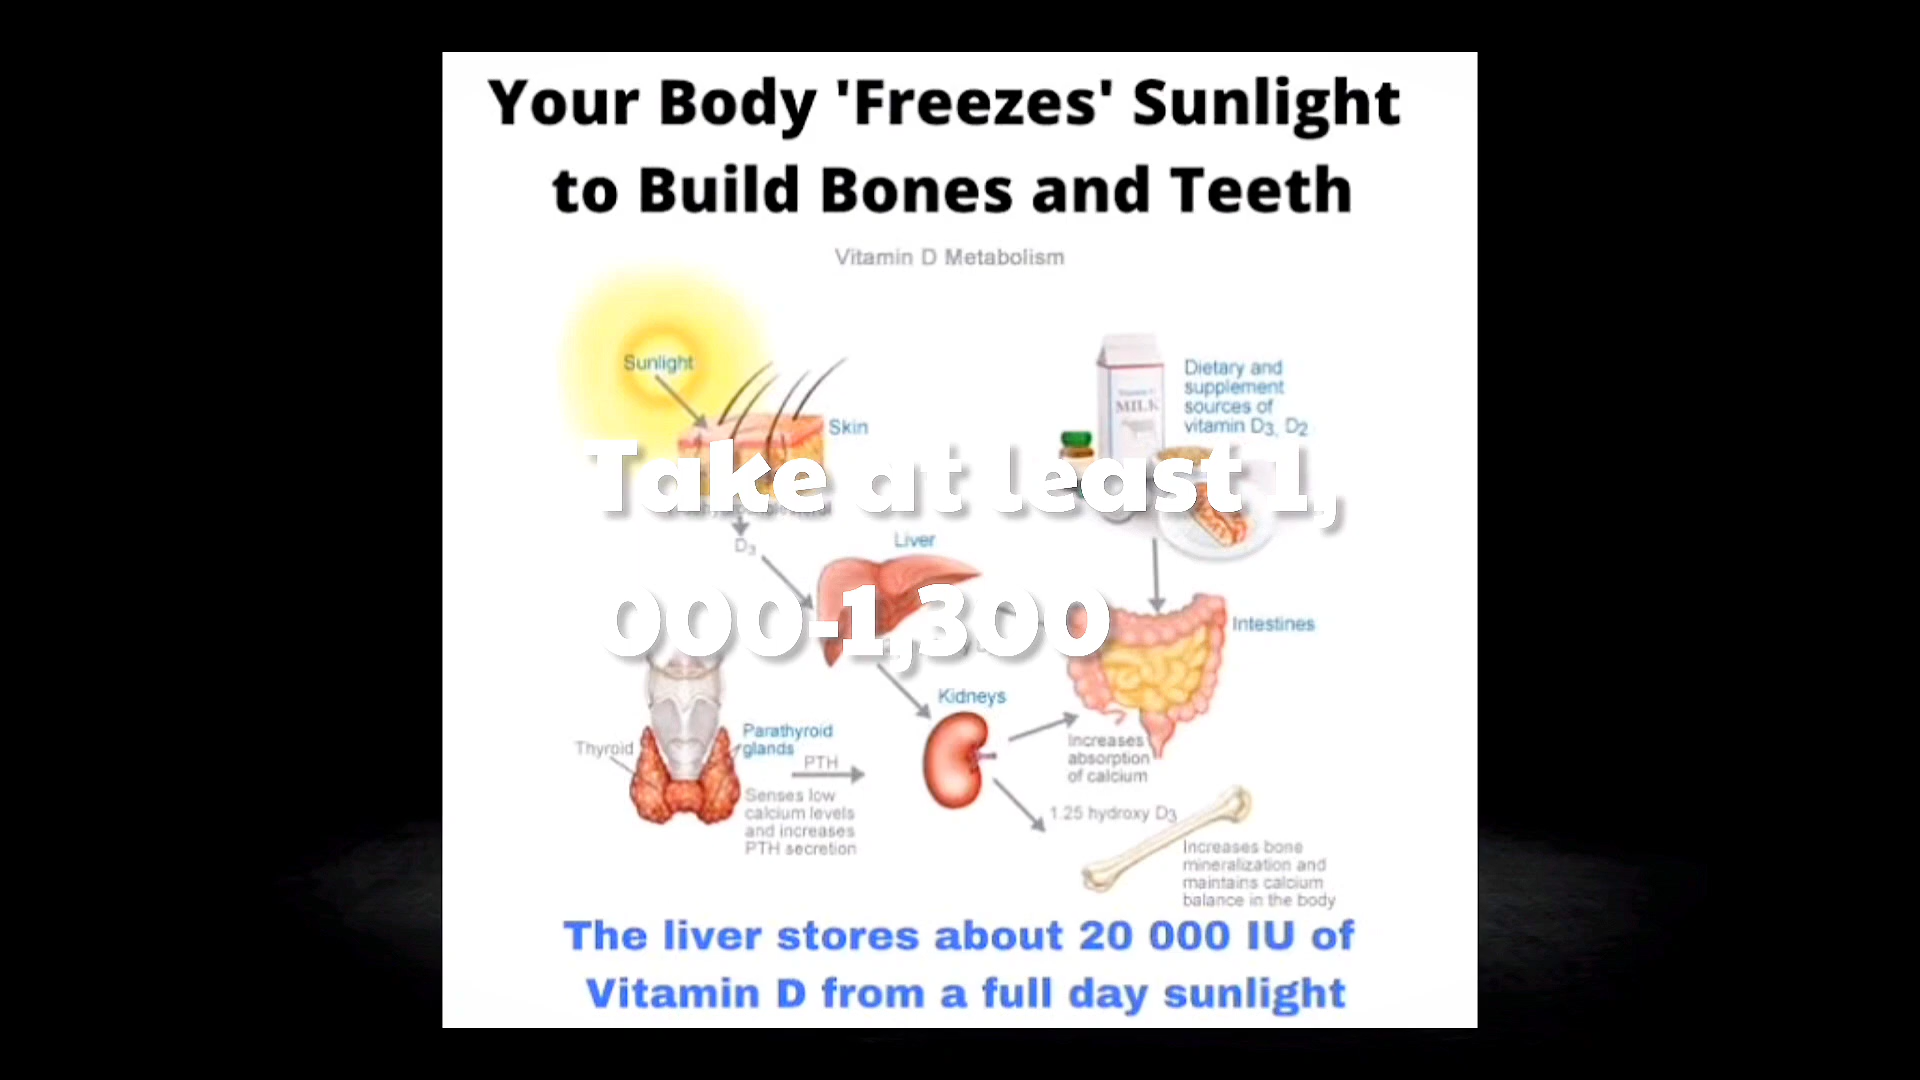 Your Body 'Freezes' Sunlight
to Build Bones and Teeth
Vitamin D Metabolism
Sunlight
Skin
Dietary and
supplement
sources of
vitamin D3, D2
MILK
Take at least 1,
000-1,300
D3
Liver
Intestines
Kidneys
Thyroid
Parathyroid
glands
PTH
Senses low
calcium levels
and increases
PTH secretion
Increases
absorption
of calcium
1.25 hydroxy D3
Increases bone
mineralization and
maintains calcium
balance in the body
The liver stores about 20 000 IU of
Vitamin D from a full day sunlight